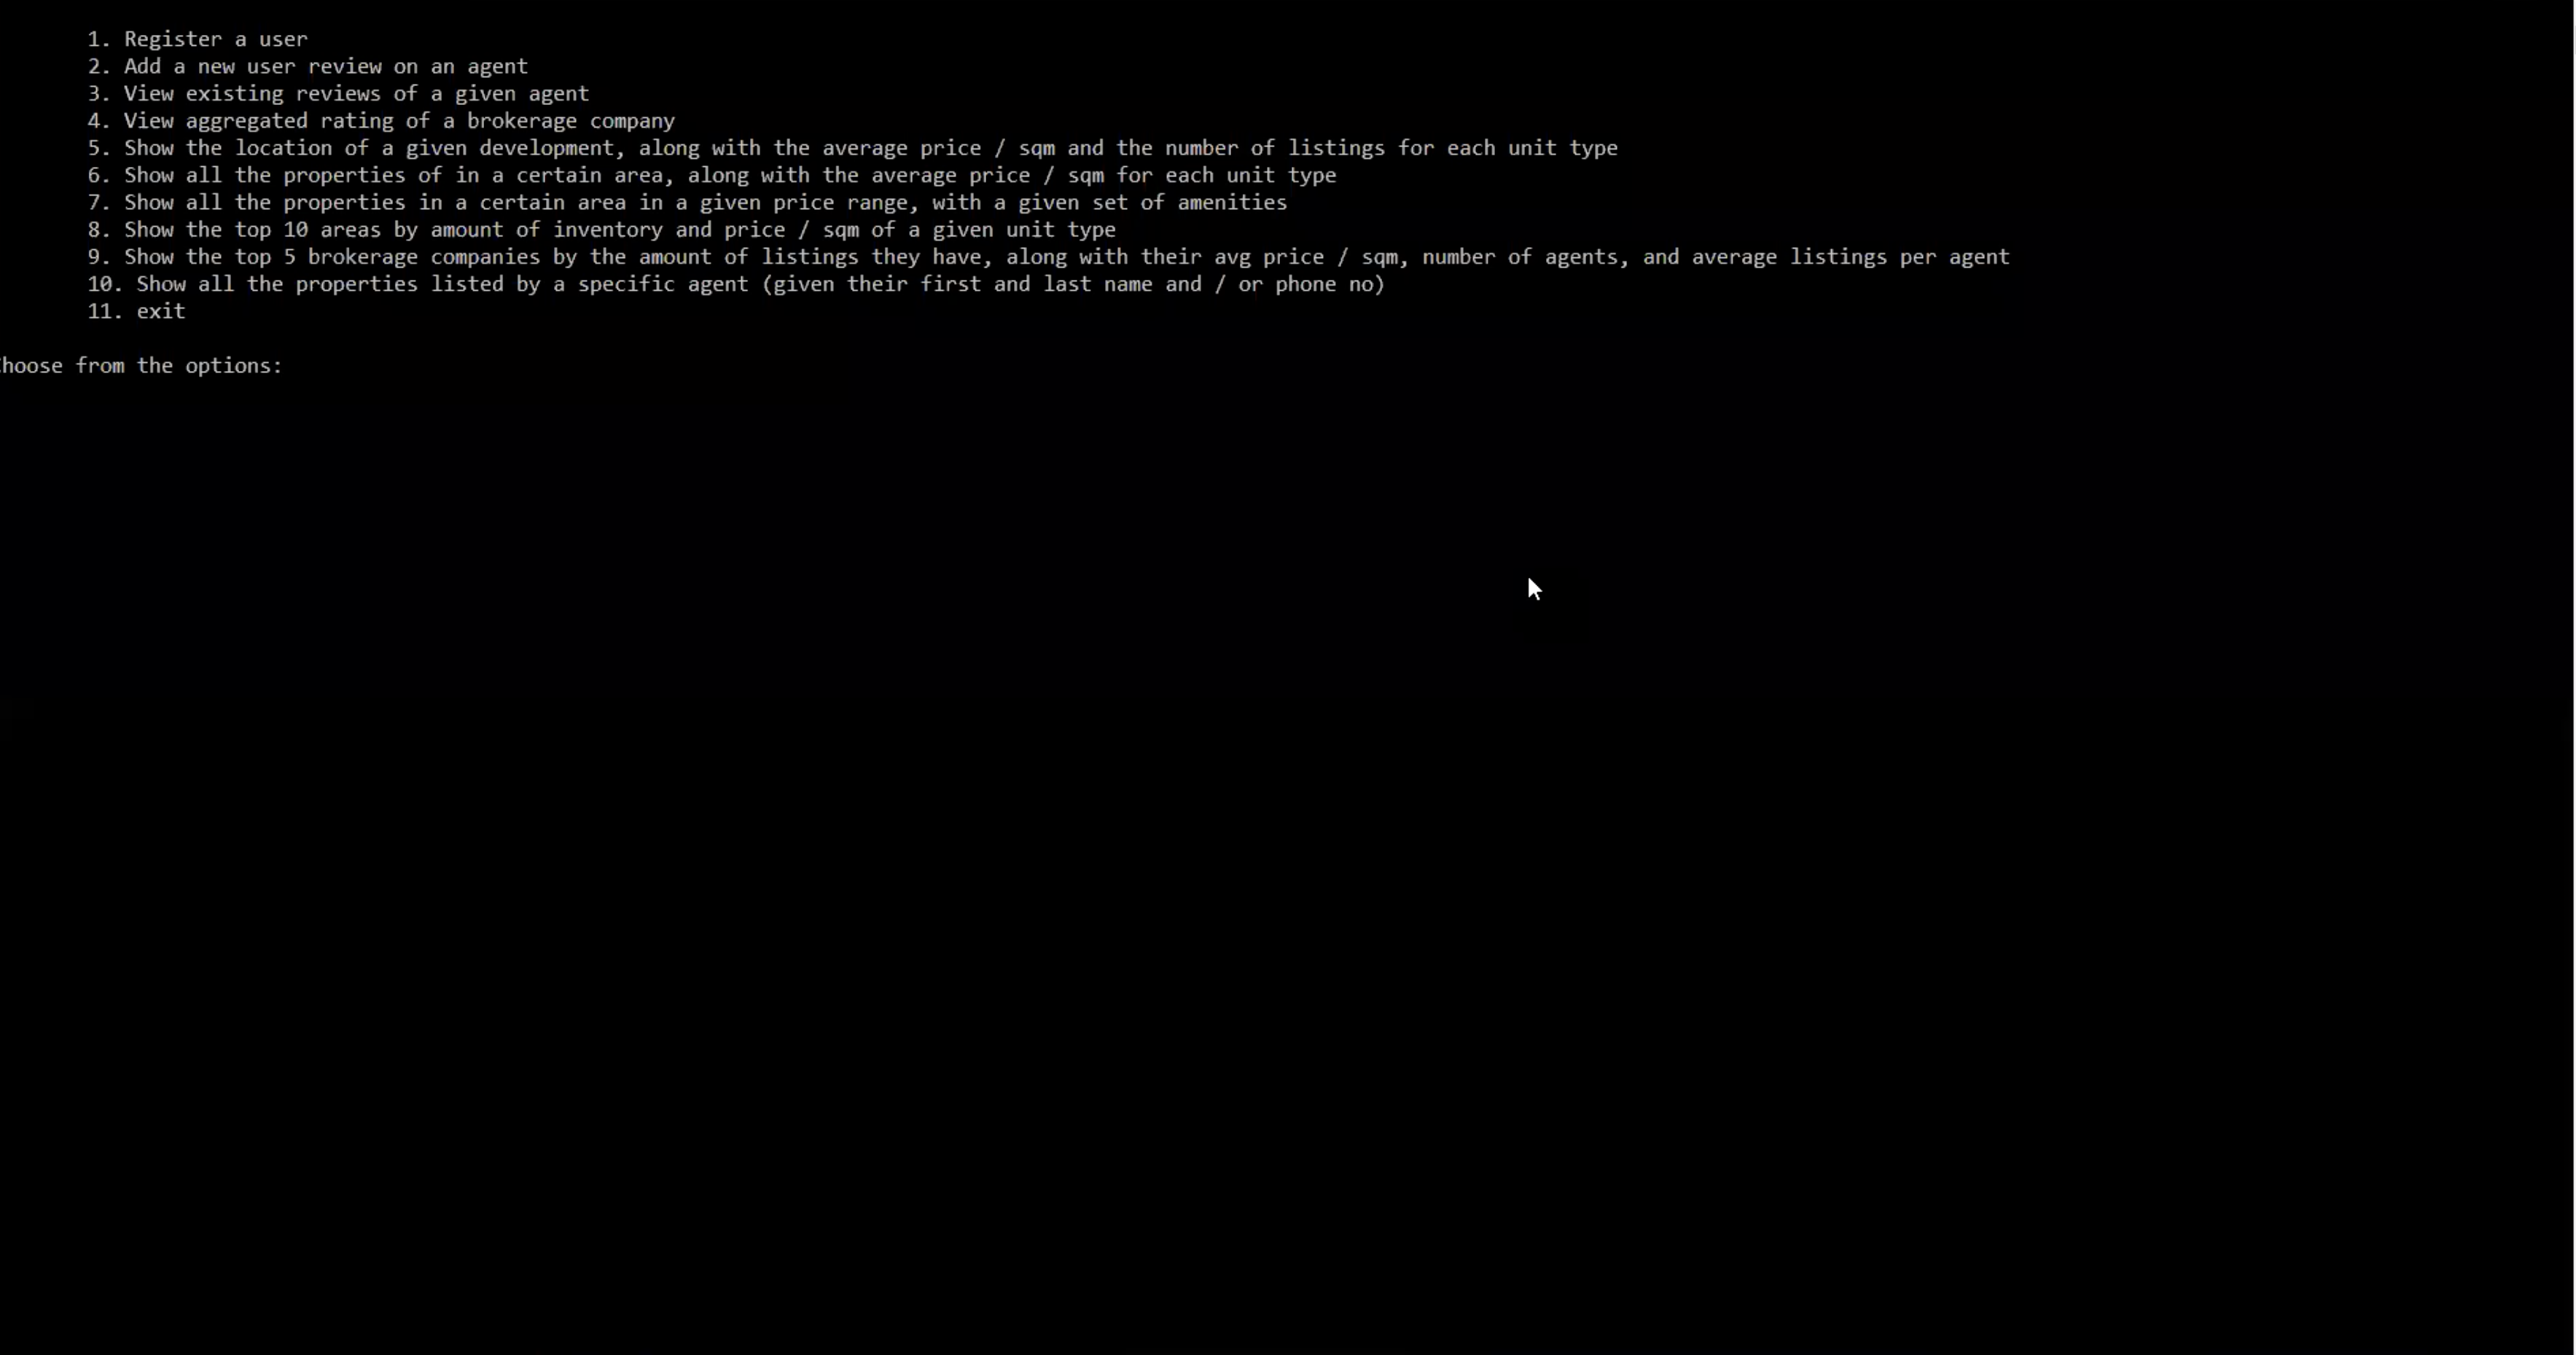 1. Register a user
2. Add a new user review on an agent
3. View existing reviews of a given agent
4. View aggregated rating of a brokerage company
5. Show the location of a given development, along with the average price / sqm and the number of listings for each unit type
6. Show all the properties of in a certain area, along with the average price / sqm for each unit type
7. Show all the properties in a certain area in a given price range, with a given set of amenities
8. Show the top 10 areas by amount of inventory and price / sqm of a given unit type
9. Show the top 5 brokerage companies by the amount of listings they have, along with their avg price / sqm, number of agents, and average listings per agent
10. Show all the properties listed by a specific agent (given their first and last name and / or phone no)
11. exit
Choose from the options: